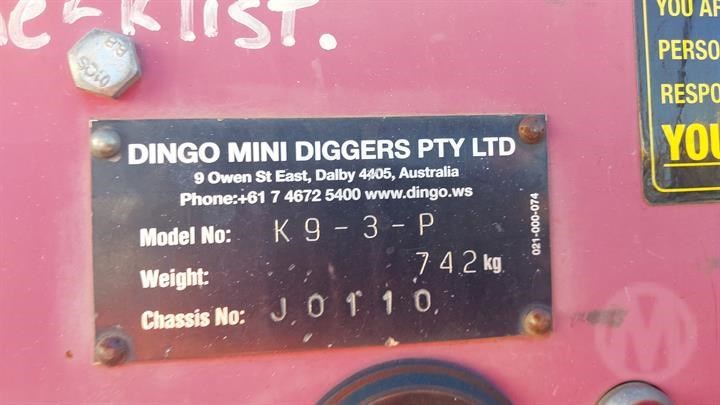 ecklist.
YOU AR
PERSO
RESPO
YOU
DINGO MINI DIGGERS PTY LTD
9 Owen St East, Dalby 4405, Australia
Phone:+61 7 4672 5400 www.dingo.ws
Model No: K9-3-P
Weight: 742 kg
Chassis No: J0110
021-000-074
M